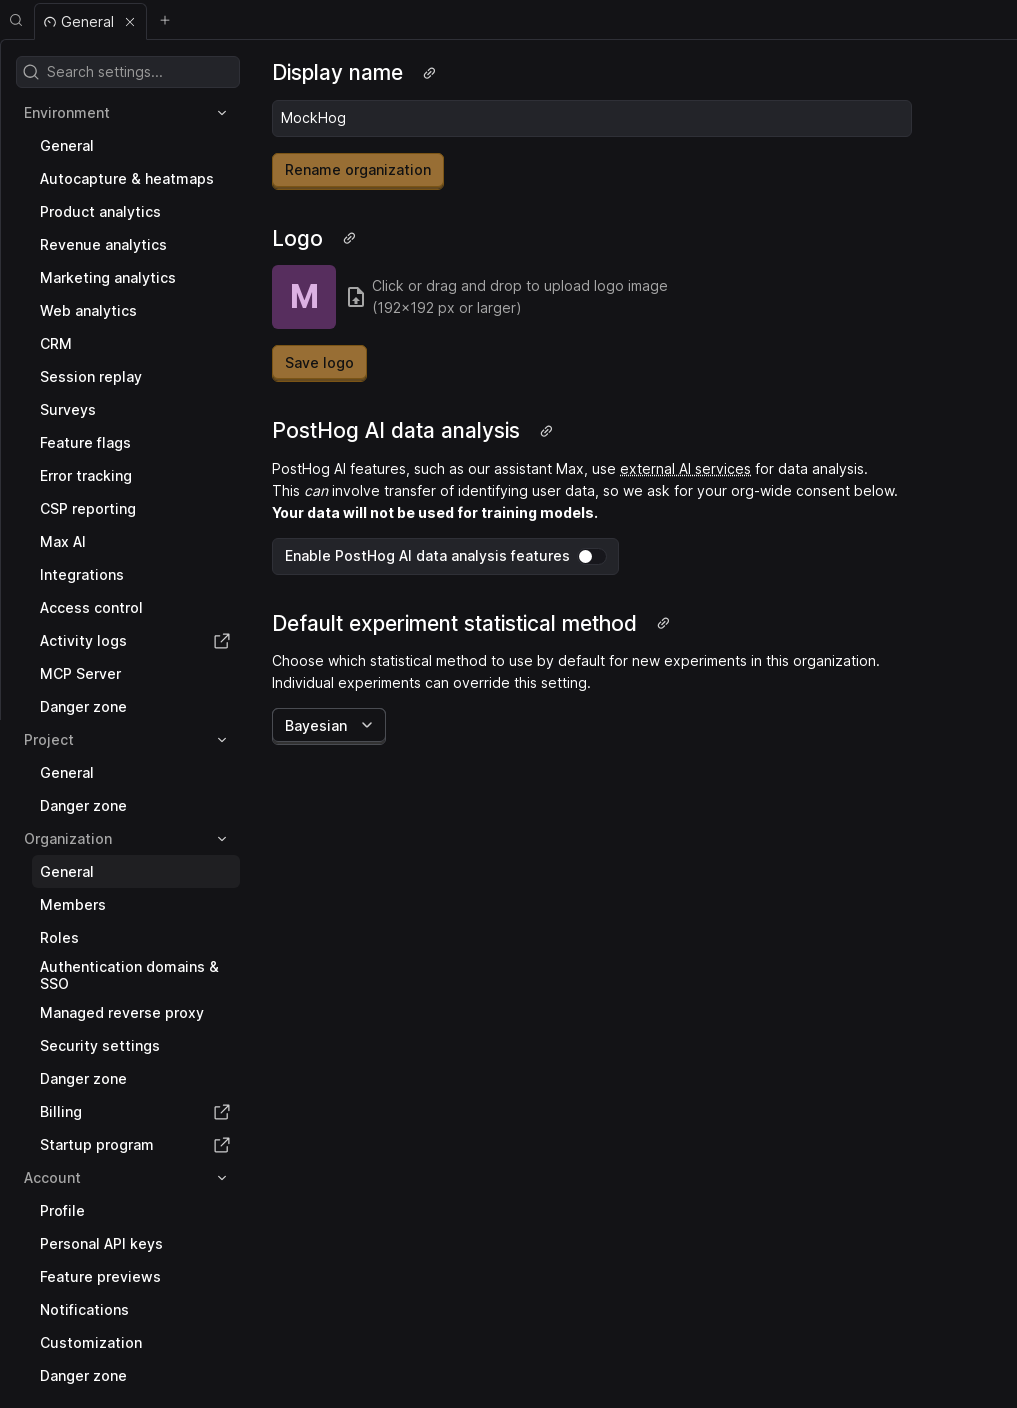 General
Search settings...
Environment
General
Autocapture & heatmaps
Product analytics
Revenue analytics
Marketing analytics
Web analytics
CRM
Session replay
Surveys
Feature flags
Error tracking
CSP reporting
Max AI
Integrations
Access control
Activity logs
MCP Server
Danger zone
Project
General
Danger zone
Organization
General
Members
Roles
Authentication domains &
SSO
Managed reverse proxy
Security settings
Danger zone
Billing
Startup program
Account
Profile
Personal API keys
Feature previews
Notifications
Customization
Danger zone
Display name
MockHog
Rename organization
Logo
M
Click or drag and drop to upload logo image
(192×192 px or larger)
Save logo
PostHog AI data analysis
PostHog AI features, such as our assistant Max, use external AI services for data analysis.
This can involve transfer of identifying user data, so we ask for your org-wide consent below.
Your data will not be used for training models.
Enable PostHog AI data analysis features
Default experiment statistical method
Choose which statistical method to use by default for new experiments in this organization.
Individual experiments can override this setting.
Bayesian